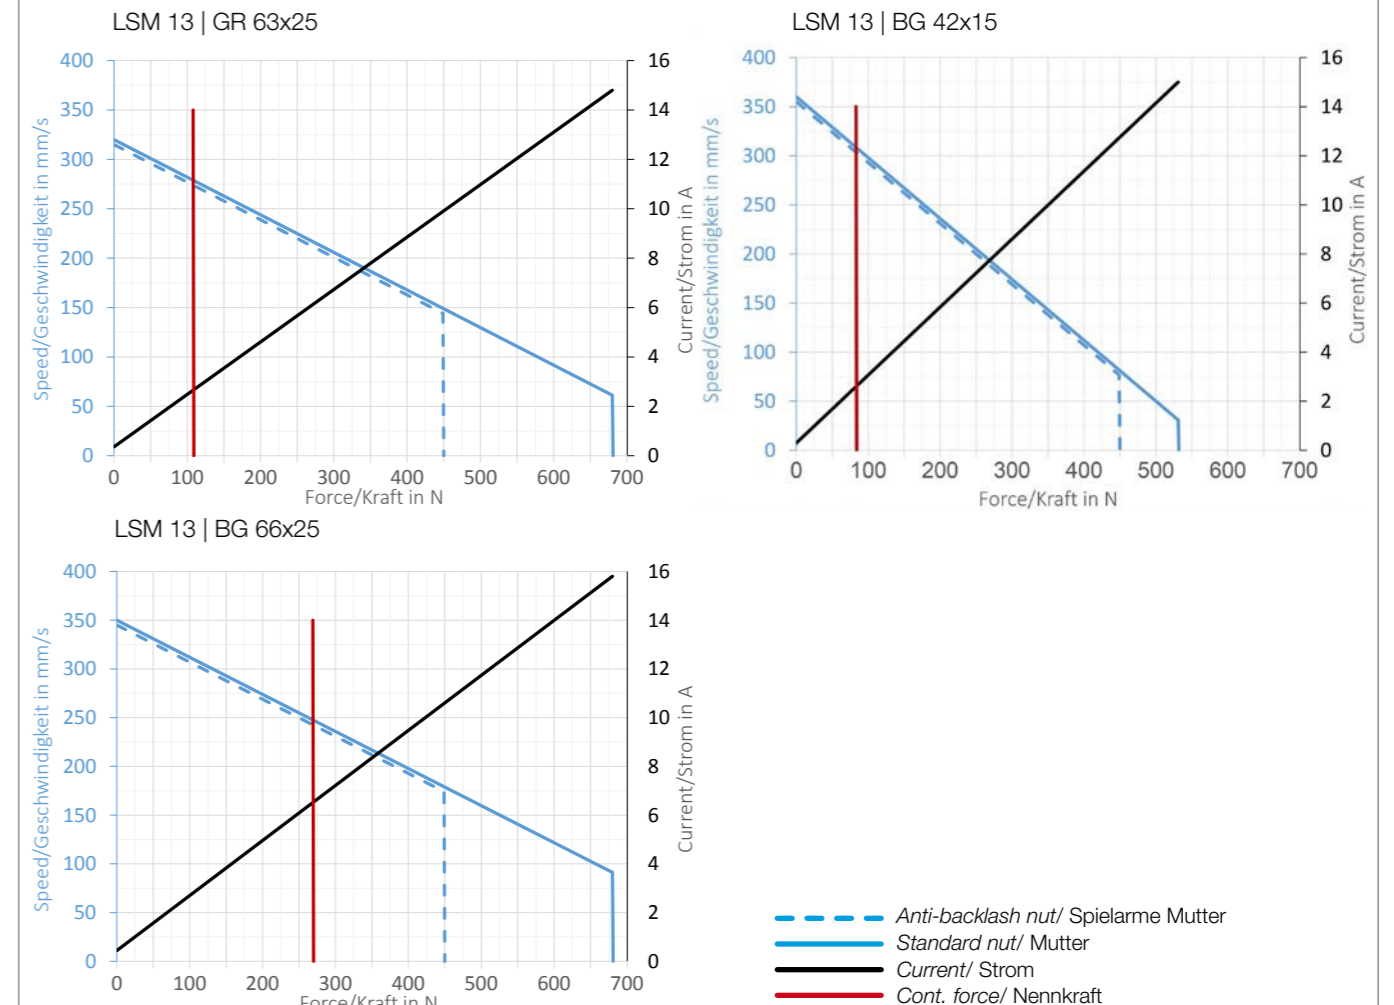 LSM 13 | GR 63x25
400
350
300
250
200
150
100
50
0
Speed/Geschwindigkeit in mm/s
16
14
12
10
8
6
4
2
0
Current/Strom in A
0 100 200 300 400 500 600 700
Force/Kraft in N
LSM 13 | BG 42x15
400
350
300
250
200
150
100
50
0
Speed/Geschwindigkeit in mm/s
16
14
12
10
8
6
4
2
0
Current/Strom in A
0 100 200 300 400 500 600 700
Force/Kraft in N
LSM 13 | BG 66x25
400
350
300
250
200
150
100
50
0
Speed/Geschwindigkeit in mm/s
16
14
12
10
8
6
4
2
0
Current/Strom in A
0 100 200 300 400 500 600 700
Force/Kraft in N
Anti-backlash nut/ Spielarme Mutter
Standard nut/ Mutter
Current/ Strom
Cont. force/ Nennkraft